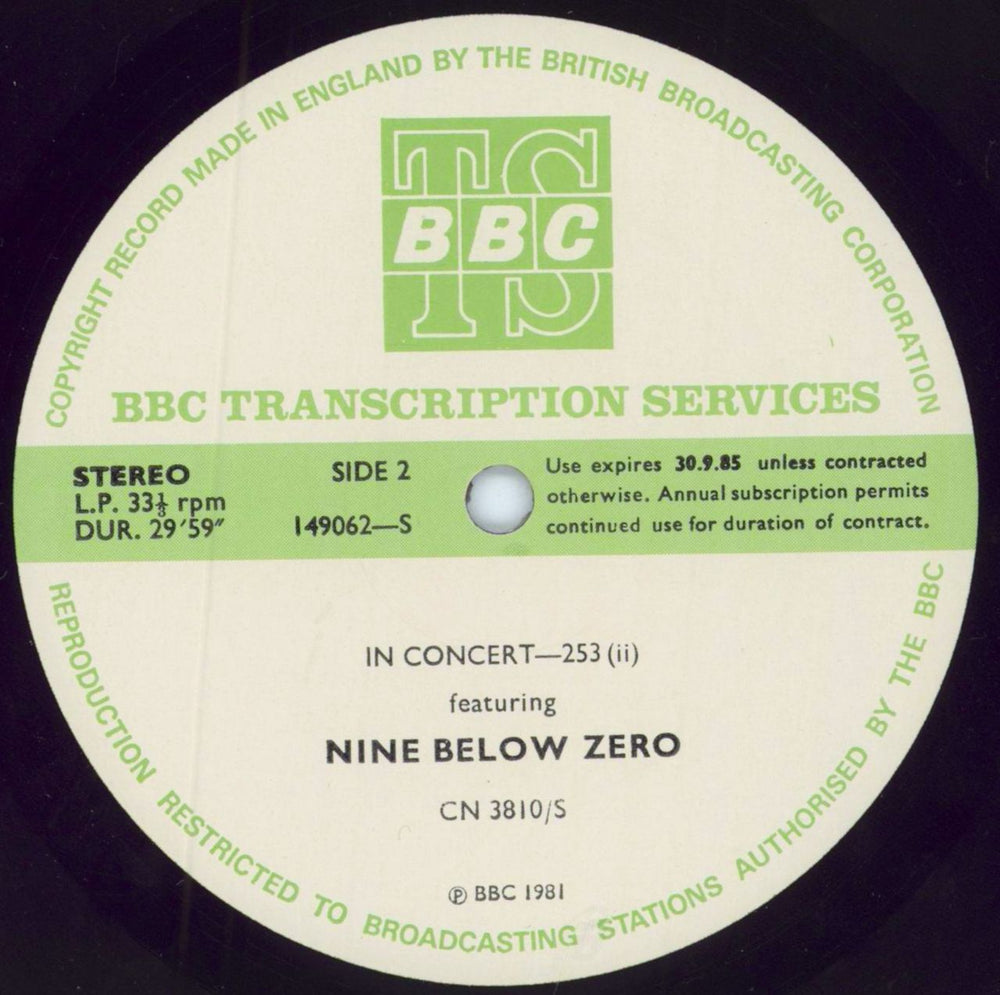 COPYRIGHT RECORD MADE IN ENGLAND BY THE BRITISH BROADCASTING CORPORATION
TS
BBC
BBC TRANSCRIPTION SERVICES
STEREO
L.P. 33⅓ rpm
DUR. 29′59″
SIDE 2
149062—S
Use expires 30.9.85 unless contracted
otherwise. Annual subscription permits
continued use for duration of contract.
IN CONCERT—253 (ii)
featuring
NINE BELOW ZERO
CN 3810/S
℗ BBC 1981
REPRODUCTION RESTRICTED TO BROADCASTING STATIONS AUTHORISED BY THE BBC